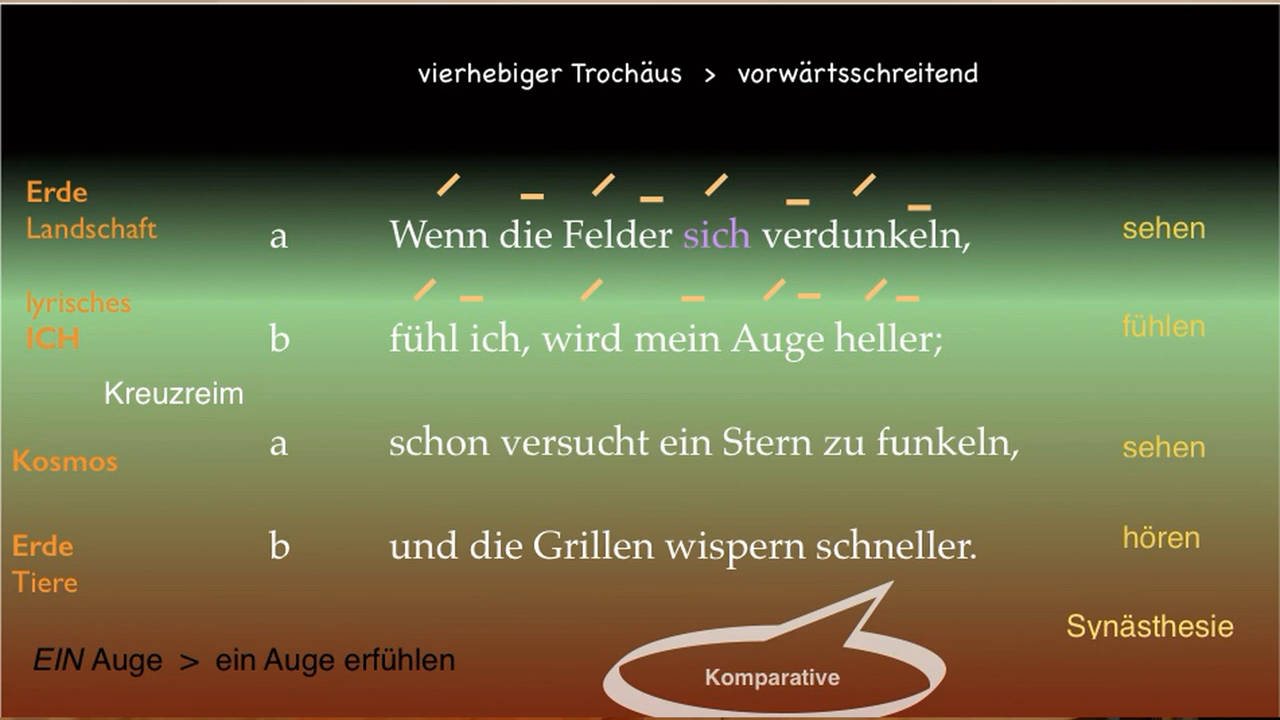 vierhebiger Trochäus > vorwärtsschreitend
Erde
Landschaft
a Wenn die Felder sich verdunkeln,
sehen
lyrisches
ICH
b fühl ich, wird mein Auge heller;
fühlen
Kreuzreim
Kosmos
a schon versucht ein Stern zu funkeln,
sehen
Erde
Tiere
b und die Grillen wispern schneller.
hören
Synästhesie
EIN Auge > ein Auge erfühlen
Komparative